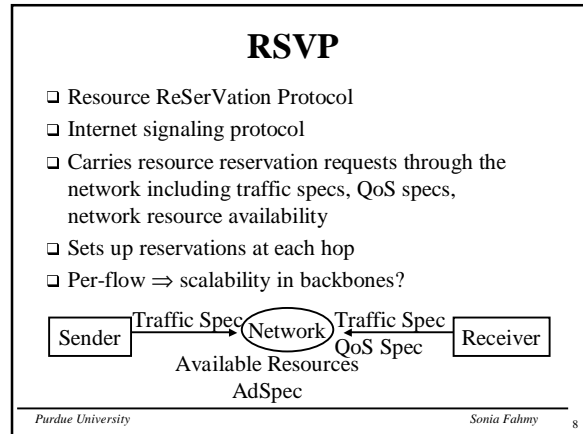 RSVP
❑ Resource ReSerVation Protocol
❑ Internet signaling protocol
❑ Carries resource reservation requests through the
network including traffic specs, QoS specs,
network resource availability
❑ Sets up reservations at each hop
❑ Per-flow ⇒ scalability in backbones?
Sender
Traffic Spec
Network
Traffic Spec
QoS Spec
Receiver
Available Resources
AdSpec
Purdue University
Sonia Fahmy
8